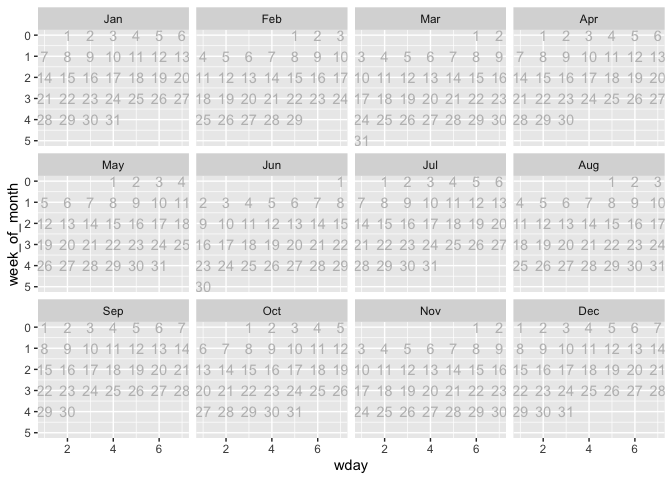 Jan Feb Mar Apr
0 1 2 3 4 5 6 1 2 3 1 2 1 2 3 4 5 6
1 7 8 9 10 11 12 13 4 5 6 7 8 9 10 3 4 5 6 7 8 9 7 8 9 10 11 12 13
2 14 15 16 17 18 19 20 11 12 13 14 15 16 17 10 11 12 13 14 15 16 14 15 16 17 18 19 20
3 21 22 23 24 25 26 27 18 19 20 21 22 23 24 17 18 19 20 21 22 23 21 22 23 24 25 26 27
4 28 29 30 31 25 26 27 28 29 24 25 26 27 28 29 30 28 29 30
5 31
May Jun Jul Aug
0 1 2 3 4 1 1 2 3 4 5 6 1 2 3
1 5 6 7 8 9 10 11 2 3 4 5 6 7 8 7 8 9 10 11 12 13 4 5 6 7 8 9 10
2 12 13 14 15 16 17 18 9 10 11 12 13 14 15 14 15 16 17 18 19 20 11 12 13 14 15 16 17
3 19 20 21 22 23 24 25 16 17 18 19 20 21 22 21 22 23 24 25 26 27 18 19 20 21 22 23 24
4 26 27 28 29 30 31 23 24 25 26 27 28 29 28 29 30 31 25 26 27 28 29 30 31
5 30
week_of_month
Sep Oct Nov Dec
0 1 2 3 4 5 6 7 1 2 3 4 5 1 2 1 2 3 4 5 6 7
1 8 9 10 11 12 13 14 6 7 8 9 10 11 12 3 4 5 6 7 8 9 8 9 10 11 12 13 14
2 15 16 17 18 19 20 21 13 14 15 16 17 18 19 10 11 12 13 14 15 16 15 16 17 18 19 20 21
3 22 23 24 25 26 27 28 20 21 22 23 24 25 26 17 18 19 20 21 22 23 22 23 24 25 26 27 28
4 29 30 27 28 29 30 31 24 25 26 27 28 29 30 29 30 31
5
2 4 6 2 4 6 2 4 6 2 4 6
wday